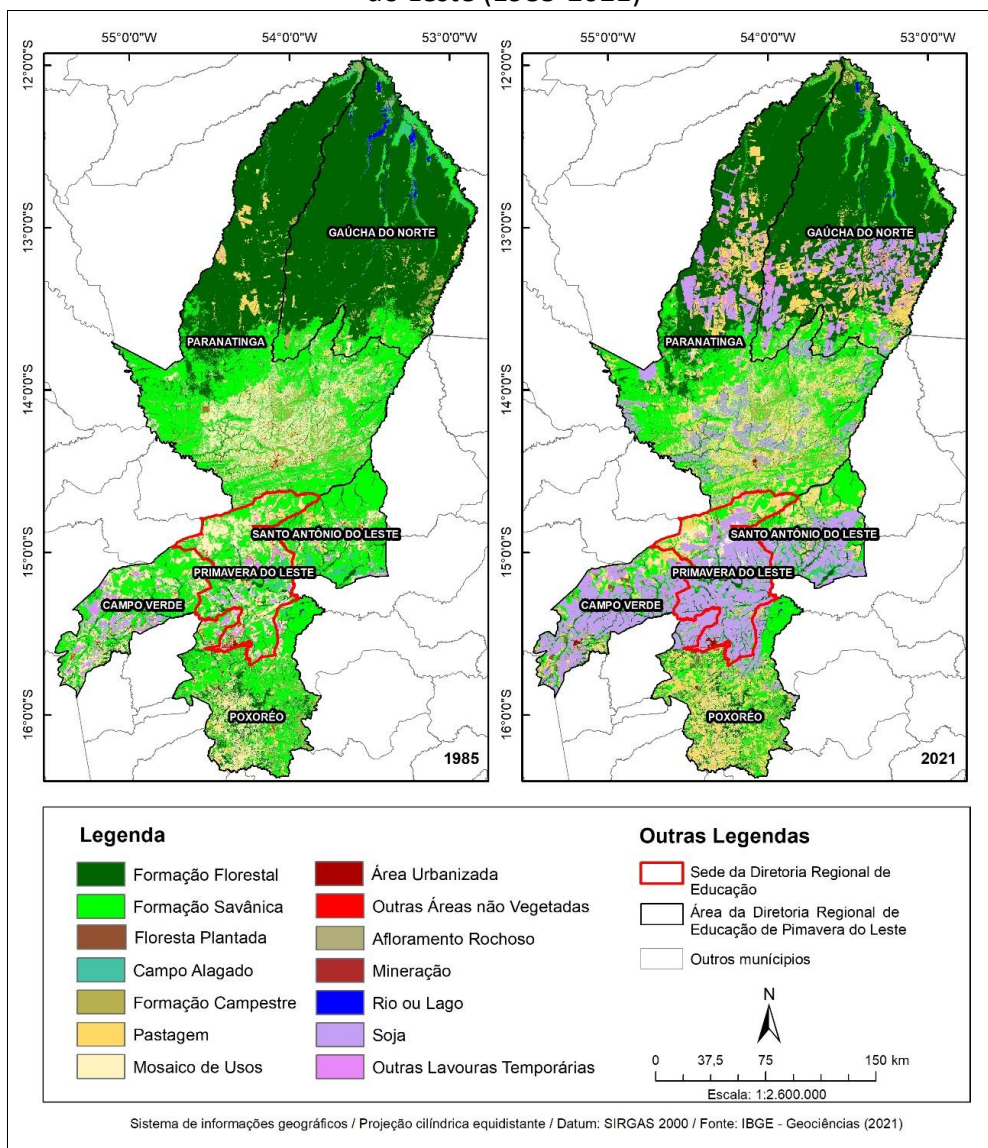 do Leste (1985-2021)
55°0'0"W 54°0'0"W 53°0'0"W 55°0'0"W 54°0'0"W 53°0'0"W
12°0'0"S
13°0'0"S
14°0'0"S
15°0'0"S
16°0'0"S
GAÚCHA DO NORTE
PARANATINGA
SANTO ANTÔNIO DO LESTE
PRIMAVERA DO LESTE
CAMPO VERDE
POXORÉO
1985
12°0'0"S
13°0'0"S
14°0'0"S
15°0'0"S
16°0'0"S
GAÚCHA DO NORTE
PARANATINGA
SANTO ANTÔNIO DO LESTE
PRIMAVERA DO LESTE
CAMPO VERDE
POXORÉO
2021
Legenda
Formação Florestal
Formação Savânica
Floresta Plantada
Campo Alagado
Formação Campestre
Pastagem
Mosaico de Usos
Área Urbanizada
Outras Áreas não Vegetadas
Afloramento Rochoso
Mineração
Rio ou Lago
Soja
Outras Lavouras Temporárias
Outras Legendas
Sede da Diretoria Regional de
Educação
Área da Diretoria Regional de
Educação de Pimavera do Leste
Outros munícipios
N
0 37,5 75 150 km
Escala: 1:2.600.000
Sistema de informações geográficos / Projeção cilíndrica equidistante / Datum: SIRGAS 2000 / Fonte: IBGE - Geociências (2021)